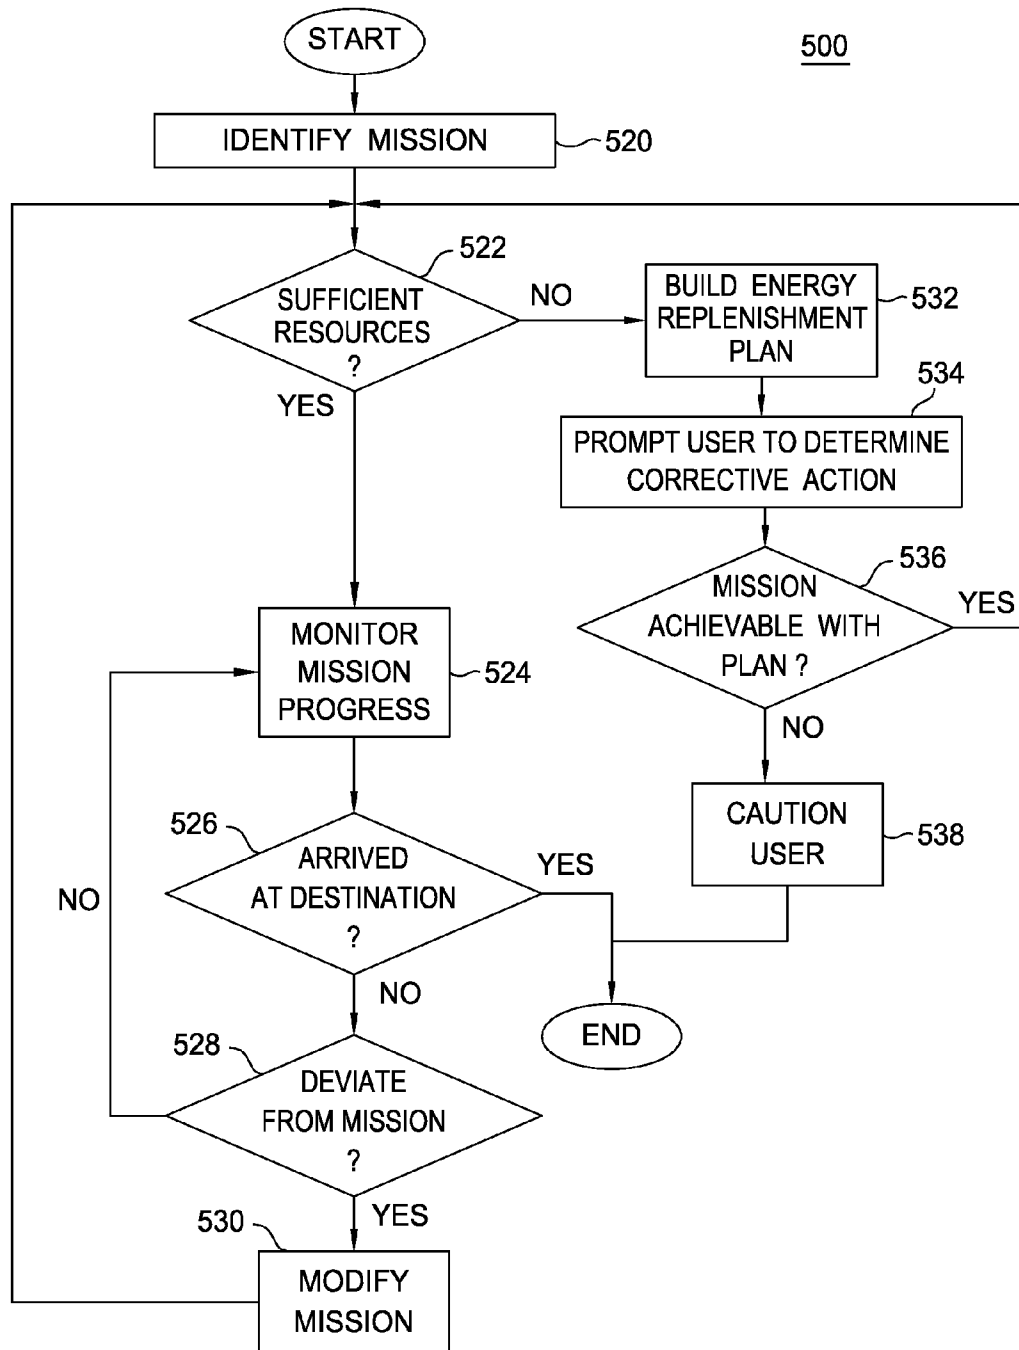 START
500
IDENTIFY MISSION
520
522
SUFFICIENT
RESOURCES
?
NO
YES
BUILD ENERGY
REPLENISHMENT
PLAN
532
534
PROMPT USER TO DETERMINE
CORRECTIVE ACTION
536
MISSION
ACHIEVABLE WITH
PLAN ?
YES
NO
MONITOR
MISSION
PROGRESS
524
CAUTION
USER
538
526
ARRIVED
AT DESTINATION
?
YES
NO
NO
END
528
DEVIATE
FROM MISSION
?
YES
530
MODIFY
MISSION